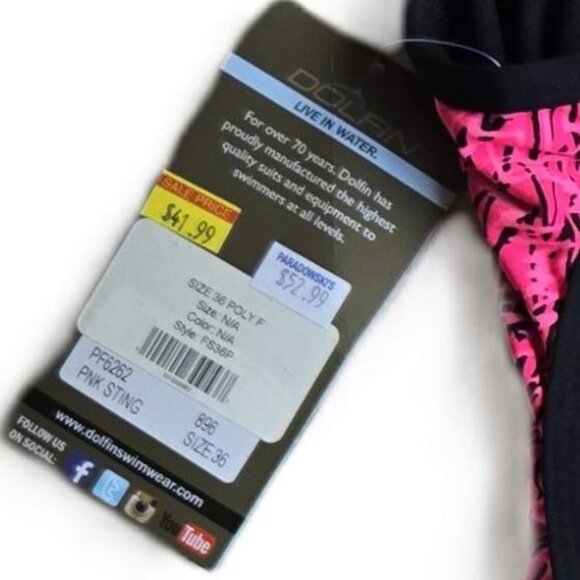 DOLFIN
LIVE IN WATER.
For over 70 years, Dolfin has
proudly manufactured the highest
quality suits and equipment to
swimmers at all levels.
SALE PRICE
$41.99
PARADOWSKI'S
$52.99
SIZE 36 POLY F
Size: N/A
Color: N/A
Style: FS36P
PF6262 896
PNK STING SIZE:36
www.dolfinswimwear.com
FOLLOW US
ON SOCIAL:
f t YouTube